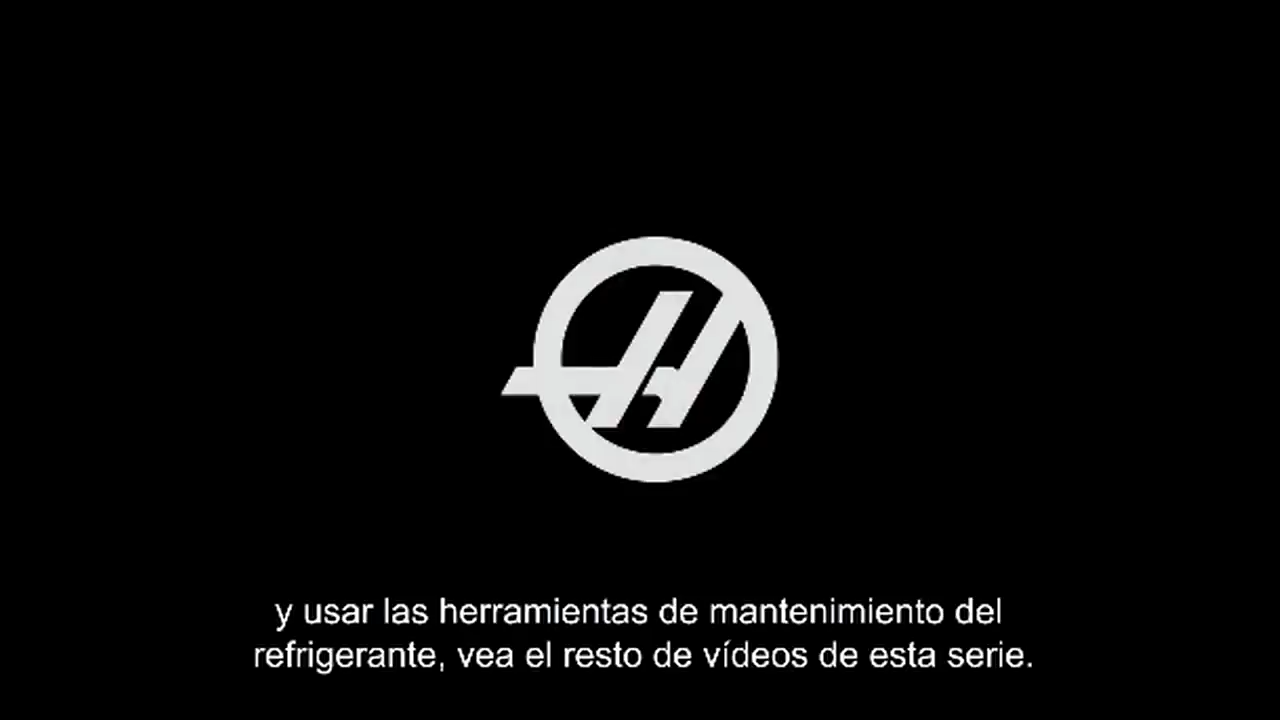 y usar las herramientas de mantenimiento del
refrigerante, vea el resto de vídeos de esta serie.